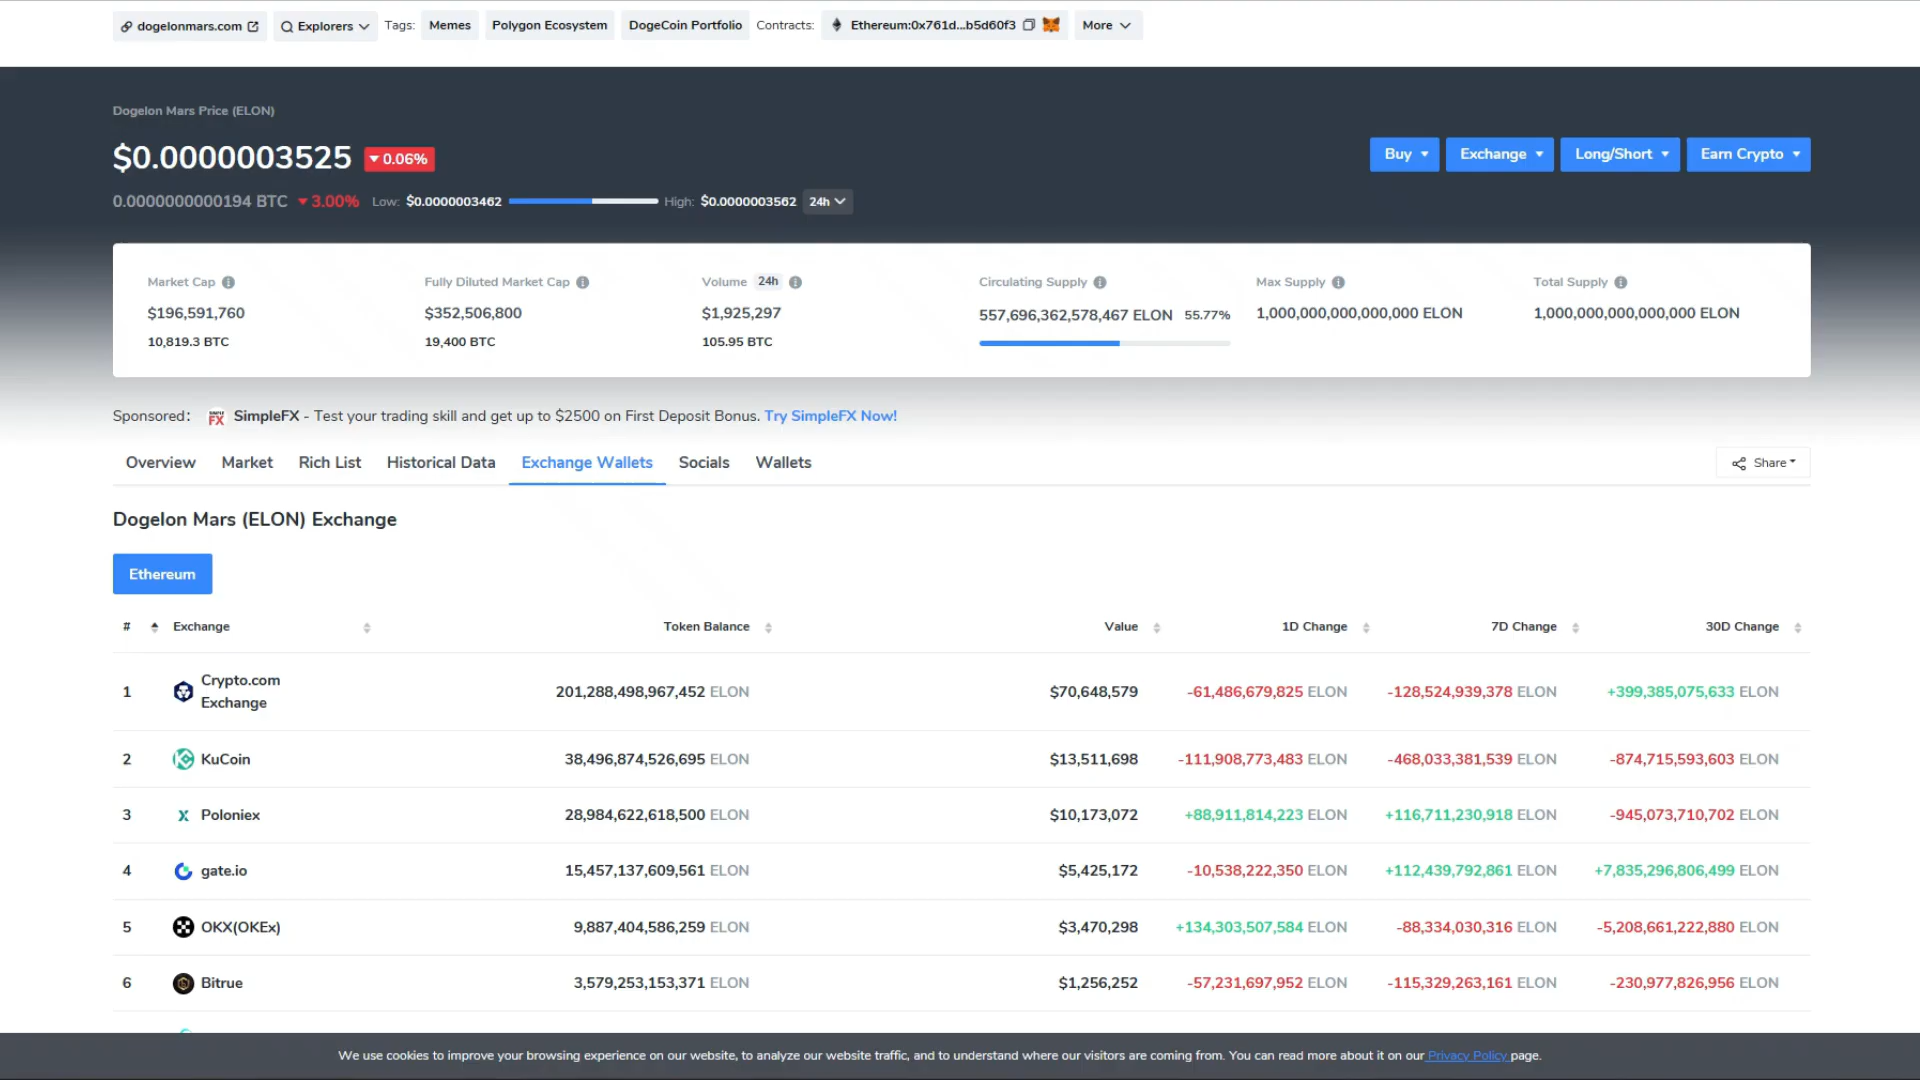 dogelonmars.com Explorers Tags: Memes Polygon Ecosystem DogeCoin Portfolio Contracts: Ethereum:0x761d...b5d60f3 More
Dogelon Mars Price (ELON)
$0.0000003525 0.06%
Buy Exchange Long/Short Earn Crypto
0.0000000000194 BTC 3.00% Low: $0.0000003462 High: $0.0000003562 24h
Market Cap Fully Diluted Market Cap Volume 24h Circulating Supply Max Supply Total Supply
$196,591,760 $352,506,800 $1,925,297 557,696,362,578,467 ELON 55.77% 1,000,000,000,000,000 ELON 1,000,000,000,000,000 ELON
10,819.3 BTC 19,400 BTC 105.95 BTC
Sponsored: SIMPLE FX SimpleFX - Test your trading skill and get up to $2500 on First Deposit Bonus. Try SimpleFX Now!
Overview Market Rich List Historical Data Exchange Wallets Socials Wallets Share
Dogelon Mars (ELON) Exchange
Ethereum
# Exchange Token Balance Value 1D Change 7D Change 30D Change
1 Crypto.com Exchange 201,288,498,967,452 ELON $70,648,579 -61,486,679,825 ELON -128,524,939,378 ELON +399,385,075,633 ELON
2 KuCoin 38,496,874,526,695 ELON $13,511,698 -111,908,773,483 ELON -468,033,381,539 ELON -874,715,593,603 ELON
3 Poloniex 28,984,622,618,500 ELON $10,173,072 +88,911,814,223 ELON +116,711,230,918 ELON -945,073,710,702 ELON
4 gate.io 15,457,137,609,561 ELON $5,425,172 -10,538,222,350 ELON +112,439,792,861 ELON +7,835,296,806,499 ELON
5 OKX(OKEx) 9,887,404,586,259 ELON $3,470,298 +134,303,507,584 ELON -88,334,030,316 ELON -5,208,661,222,880 ELON
6 Bitrue 3,579,253,153,371 ELON $1,256,252 -57,231,697,952 ELON -115,329,263,161 ELON -230,977,826,956 ELON
We use cookies to improve your browsing experience on our website, to analyze our website traffic, and to understand where our visitors are coming from. You can read more about it on our Privacy Policy page.